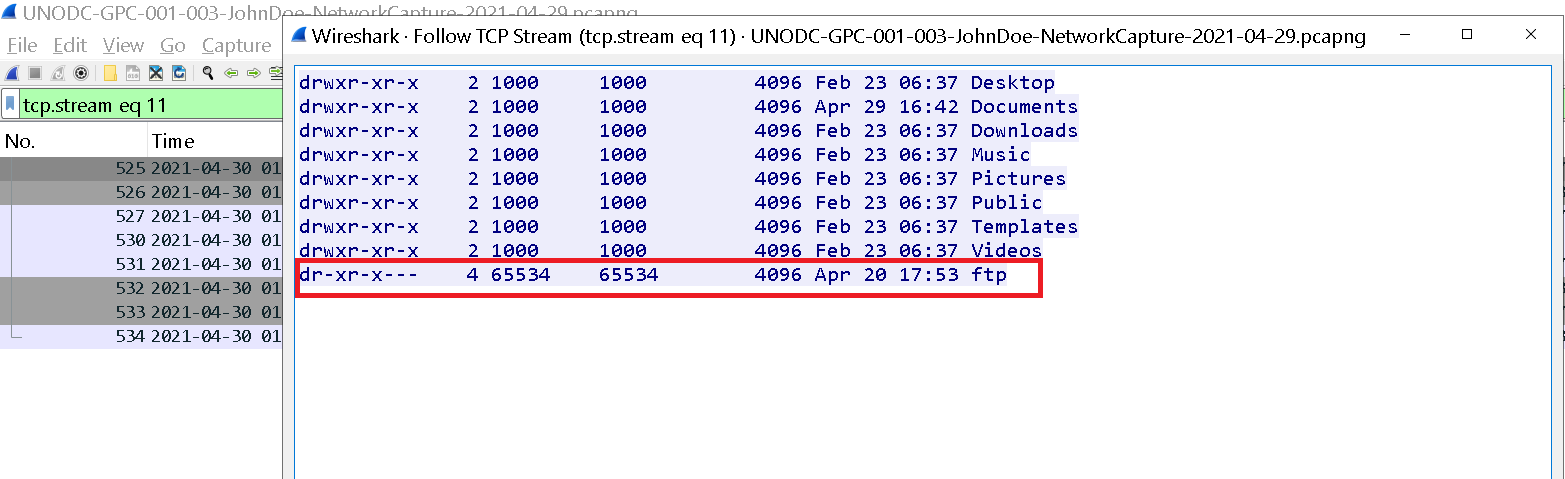 UNODC-GPC-001-003-JohnDoe-NetworkCapture-2021-04-29.pcapng
File Edit View Go Capture
tcp.stream eq 11
No. Time
525 2021-04-30 01
526 2021-04-30 01
527 2021-04-30 01
530 2021-04-30 01
531 2021-04-30 01
532 2021-04-30 01
533 2021-04-30 01
534 2021-04-30 01
Wireshark · Follow TCP Stream (tcp.stream eq 11) · UNODC-GPC-001-003-JohnDoe-NetworkCapture-2021-04-29.pcapng
drwxr-xr-x 2 1000 1000 4096 Feb 23 06:37 Desktop
drwxr-xr-x 2 1000 1000 4096 Apr 29 16:42 Documents
drwxr-xr-x 2 1000 1000 4096 Feb 23 06:37 Downloads
drwxr-xr-x 2 1000 1000 4096 Feb 23 06:37 Music
drwxr-xr-x 2 1000 1000 4096 Feb 23 06:37 Pictures
drwxr-xr-x 2 1000 1000 4096 Feb 23 06:37 Public
drwxr-xr-x 2 1000 1000 4096 Feb 23 06:37 Templates
drwxr-xr-x 2 1000 1000 4096 Feb 23 06:37 Videos
dr-xr-x--- 4 65534 65534 4096 Apr 20 17:53 ftp